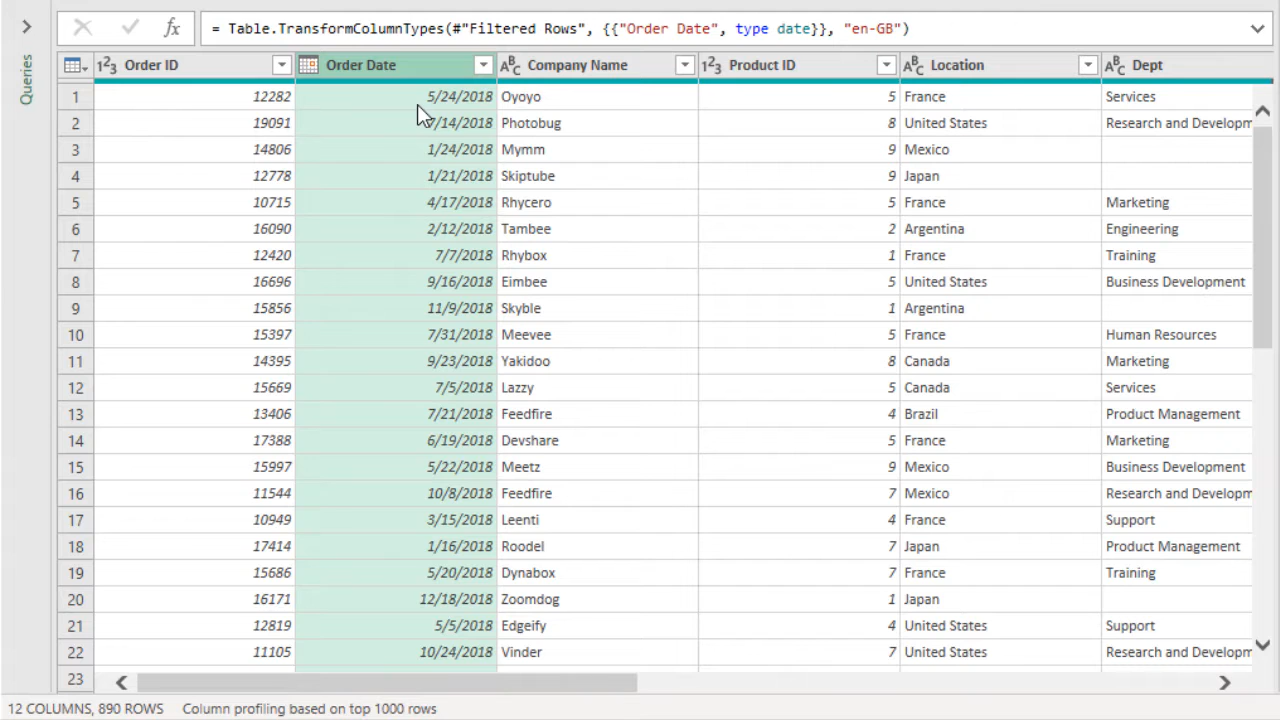 = Table.TransformColumnTypes(#"Filtered Rows", {{"Order Date", type date}}, "en-GB")
Queries
1 2 3 Order ID Order Date A B C Company Name 1 2 3 Product ID A B C Location A B C Dept
1 12282 5/24/2018 Oyoyo 5 France Services
2 19091 7/14/2018 Photobug 8 United States Research and Developm
3 14806 1/24/2018 Mymm 9 Mexico
4 12778 1/21/2018 Skiptube 9 Japan
5 10715 4/17/2018 Rhycero 5 France Marketing
6 16090 2/12/2018 Tambee 2 Argentina Engineering
7 12420 7/7/2018 Rhybox 1 France Training
8 16696 9/16/2018 Eimbee 5 United States Business Development
9 15856 11/9/2018 Skyble 1 Argentina
10 15397 7/31/2018 Meevee 5 France Human Resources
11 14395 9/23/2018 Yakidoo 8 Canada Marketing
12 15669 7/5/2018 Lazzy 5 Canada Services
13 13406 7/21/2018 Feedfire 4 Brazil Product Management
14 17388 6/19/2018 Devshare 5 France Marketing
15 15997 5/22/2018 Meetz 9 Mexico Business Development
16 11544 10/8/2018 Feedfire 7 Mexico Research and Developm
17 10949 3/15/2018 Leenti 4 France Support
18 17414 1/16/2018 Roodel 7 Japan Product Management
19 15686 5/20/2018 Dynabox 7 France Training
20 16171 12/18/2018 Zoomdog 1 Japan
21 12819 5/5/2018 Edgeify 4 United States Support
22 11105 10/24/2018 Vinder 7 United States Research and Developm
23
12 COLUMNS, 890 ROWS Column profiling based on top 1000 rows